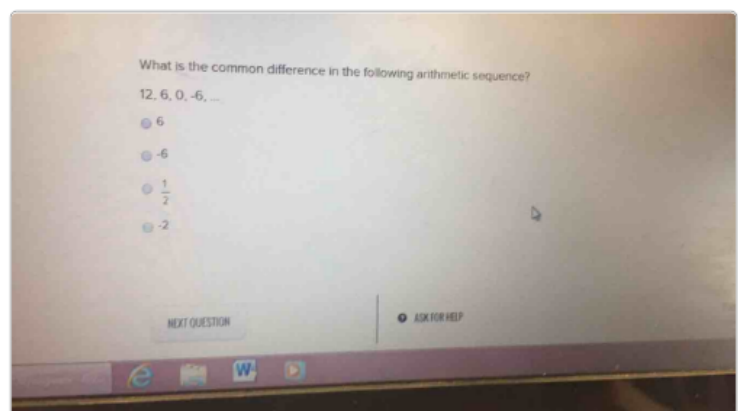 What is the common difference in the following arithmetic sequence?
12, 6, 0, -6, ...
6
-6
1
2
-2
NEXT QUESTION
? ASK FOR HELP
W